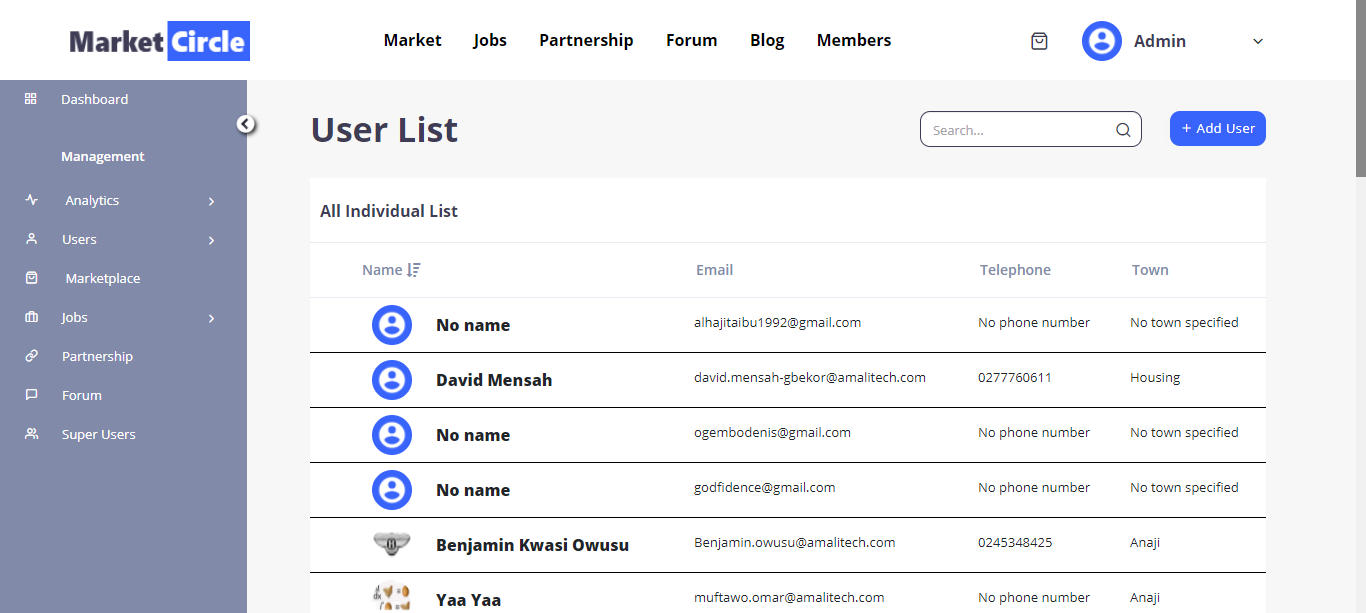 Market Circle
Market Jobs Partnership Forum Blog Members
Admin
Dashboard
Management
Analytics
Users
Marketplace
Jobs
Partnership
Forum
Super Users
User List
Search...
+ Add User
All Individual List
Name Email Telephone Town
No name alhajitaibu1992@gmail.com No phone number No town specified
David Mensah david.mensah-gbekor@amalitech.com 0277760611 Housing
No name ogembodenis@gmail.com No phone number No town specified
No name godfidence@gmail.com No phone number No town specified
Benjamin Kwasi Owusu Benjamin.owusu@amalitech.com 0245348425 Anaji
Yaa Yaa muftawo.omar@amalitech.com No phone number Anaji